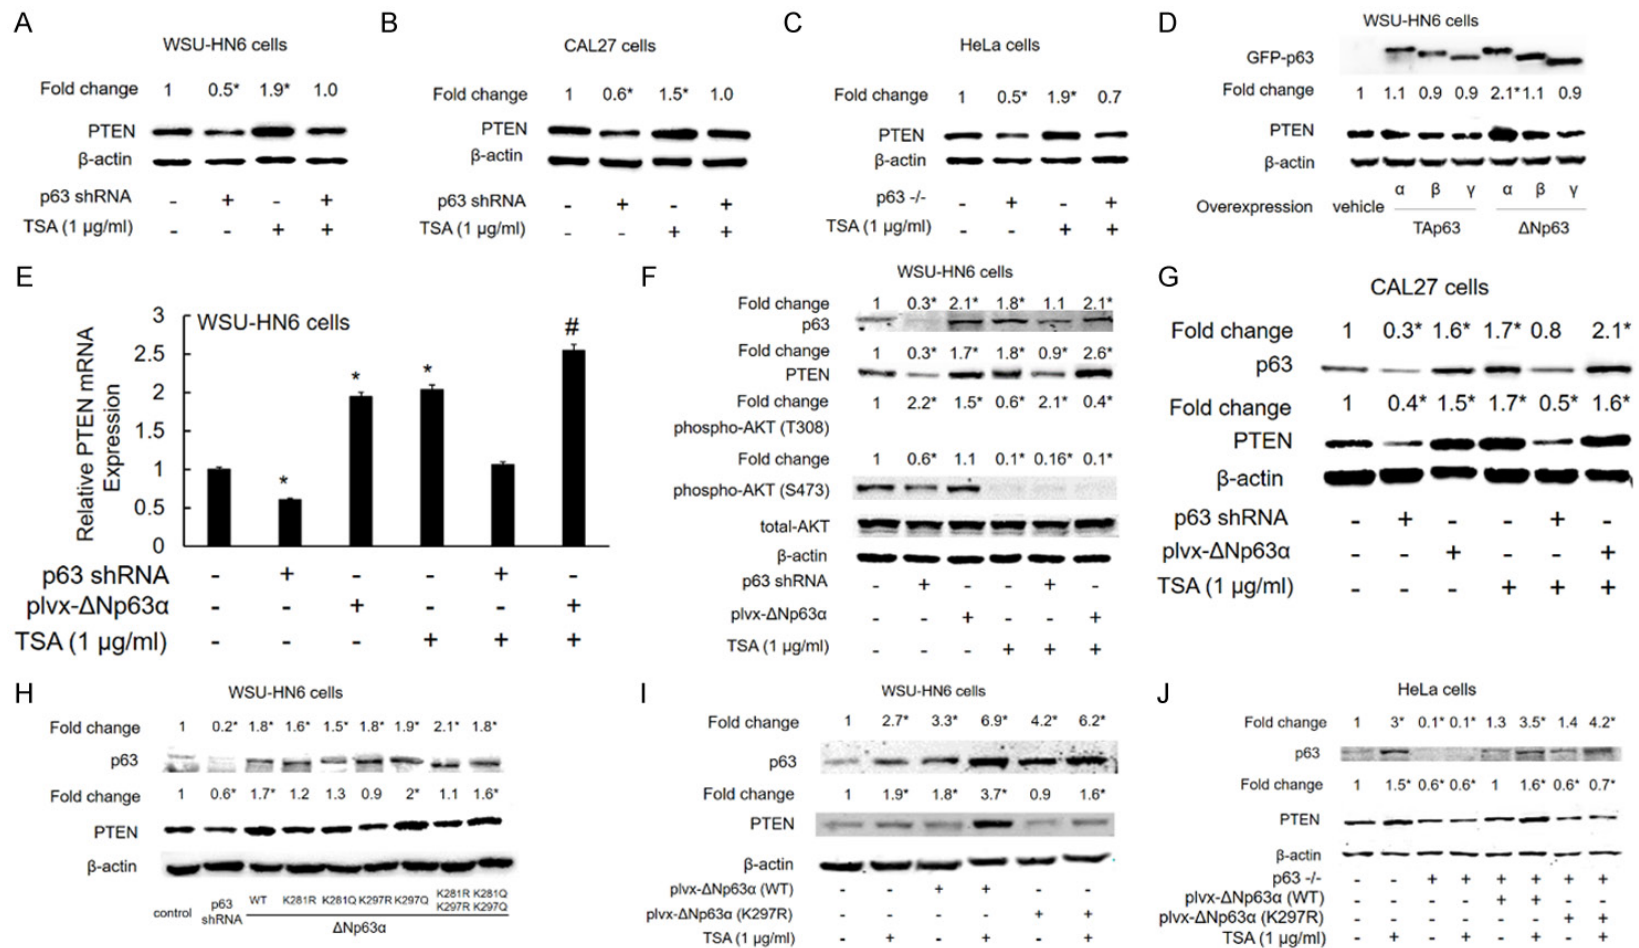 A
WSU-HN6 cells
Fold change 1 0.5* 1.9* 1.0
PTEN
β-actin
p63 shRNA - + - +
TSA (1 µg/ml) - - + +
B
CAL27 cells
Fold change 1 0.6* 1.5* 1.0
PTEN
β-actin
p63 shRNA - + - +
TSA (1 µg/ml) - - + +
C
HeLa cells
Fold change 1 0.5* 1.9* 0.7
PTEN
β-actin
p63 -/- - + - +
TSA (1 µg/ml) - - + +
D
WSU-HN6 cells
GFP-p63
Fold change 1 1.1 0.9 0.9 2.1* 1.1 0.9
PTEN
β-actin
α β γ α β γ
Overexpression vehicle
TAp63 ΔNp63
E
WSU-HN6 cells
Relative PTEN mRNA
Expression
3
2.5
2
1.5
1
0.5
0
* * * #
p63 shRNA - + - - + -
plvx-ΔNp63α - - + - - +
TSA (1 µg/ml) - - - + + +
F
WSU-HN6 cells
Fold change 1 0.3* 2.1* 1.8* 1.1 2.1*
p63
Fold change 1 0.3* 1.7* 1.8* 0.9* 2.6*
PTEN
Fold change 1 2.2* 1.5* 0.6* 2.1* 0.4*
phospho-AKT (T308)
Fold change 1 0.6* 1.1 0.1* 0.16* 0.1*
phospho-AKT (S473)
total-AKT
β-actin
p63 shRNA - + - - + -
plvx-ΔNp63α - - + - - +
TSA (1 µg/ml) - - - + + +
G
CAL27 cells
Fold change 1 0.3* 1.6* 1.7* 0.8 2.1*
p63
Fold change 1 0.4* 1.5* 1.7* 0.5* 1.6*
PTEN
β-actin
p63 shRNA - + - - + -
plvx-ΔNp63α - - + - - +
TSA (1 µg/ml) - - - + + +
H
WSU-HN6 cells
Fold change 1 0.2* 1.8* 1.6* 1.5* 1.8* 1.9* 2.1* 1.8*
p63
Fold change 1 0.6* 1.7* 1.2 1.3 0.9 2* 1.1 1.6*
PTEN
β-actin
control p63 shRNA WT K281R K281Q K297R K297Q K281R K297R K281Q K297Q
ΔNp63α
I
WSU-HN6 cells
Fold change 1 2.7* 3.3* 6.9* 4.2* 6.2*
p63
Fold change 1 1.9* 1.8* 3.7* 0.9 1.6*
PTEN
β-actin
plvx-ΔNp63α (WT) - - + + - -
plvx-ΔNp63α (K297R) - - - - + +
TSA (1 µg/ml) - + - + - +
J
HeLa cells
Fold change 1 3* 0.1* 0.1* 1.3 3.5* 1.4 4.2*
p63
Fold change 1 1.5* 0.6* 0.6* 1 1.6* 0.6* 0.7*
PTEN
β-actin
p63 -/- - - + + + + + +
plvx-ΔNp63α (WT) - - - - + + - -
plvx-ΔNp63α (K297R) - - - - - - + +
TSA (1 µg/ml) - + - + - + - +